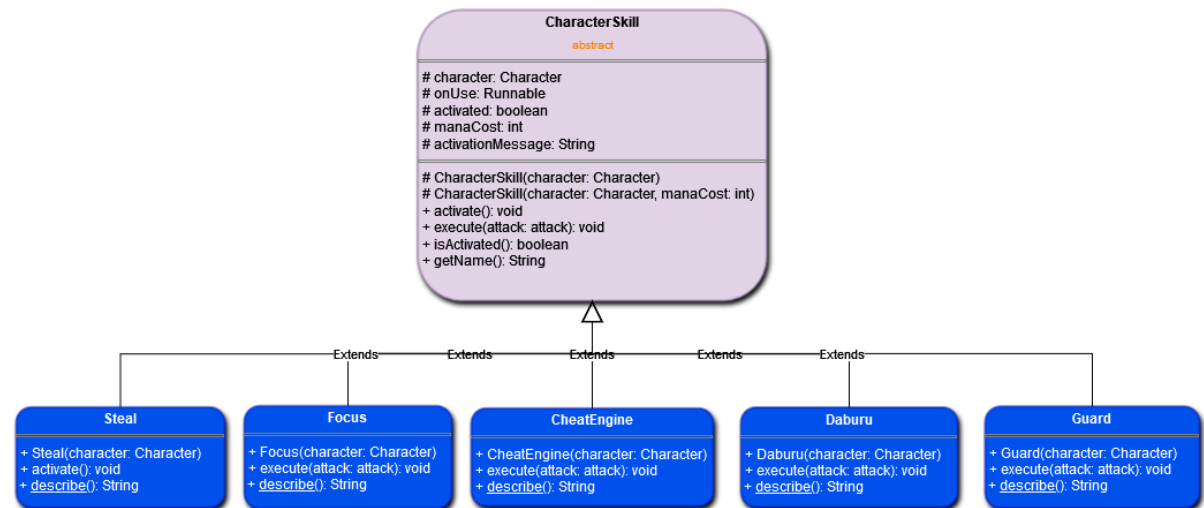 CharacterSkill
abstract
# character: Character
# onUse: Runnable
# activated: boolean
# manaCost: int
# activationMessage: String
# CharacterSkill(character: Character)
# CharacterSkill(character: Character, manaCost: int)
+ activate(): void
+ execute(attack: attack): void
+ isActivated(): boolean
+ getName(): String
Extends Extends Extends Extends Extends
Steal
+ Steal(character: Character)
+ activate(): void
+ describe(): String
Focus
+ Focus(character: Character)
+ execute(attack: attack): void
+ describe(): String
CheatEngine
+ CheatEngine(character: Character)
+ execute(attack: attack): void
+ describe(): String
Daburu
+ Daburu(character: Character)
+ execute(attack: attack): void
+ describe(): String
Guard
+ Guard(character: Character)
+ execute(attack: attack): void
+ describe(): String